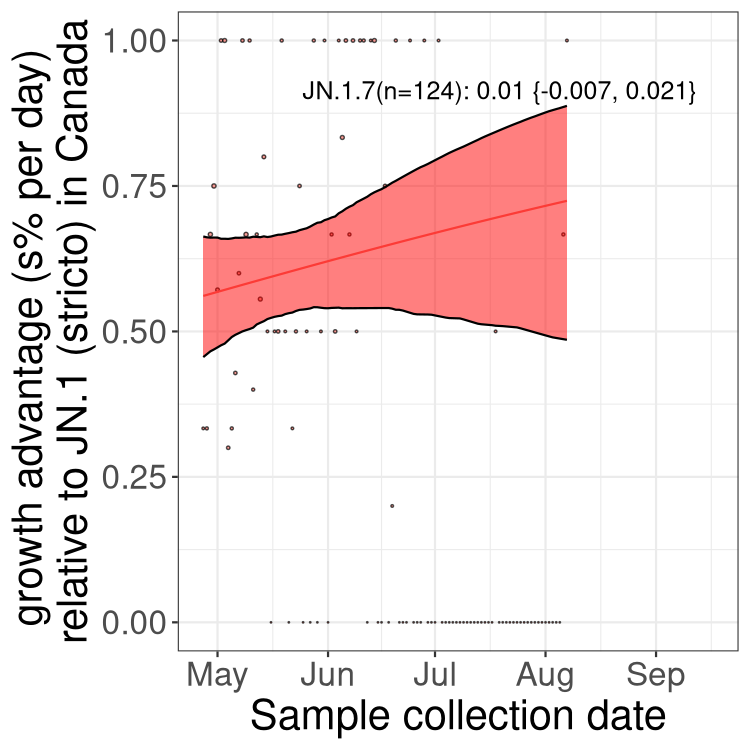 growth advantage (s% per day)
relative to JN.1 (stricto) in Canada
1.00
0.75
0.50
0.25
0.00
JN.1.7(n=124): 0.01 {-0.007, 0.021}
May Jun Jul Aug Sep
Sample collection date